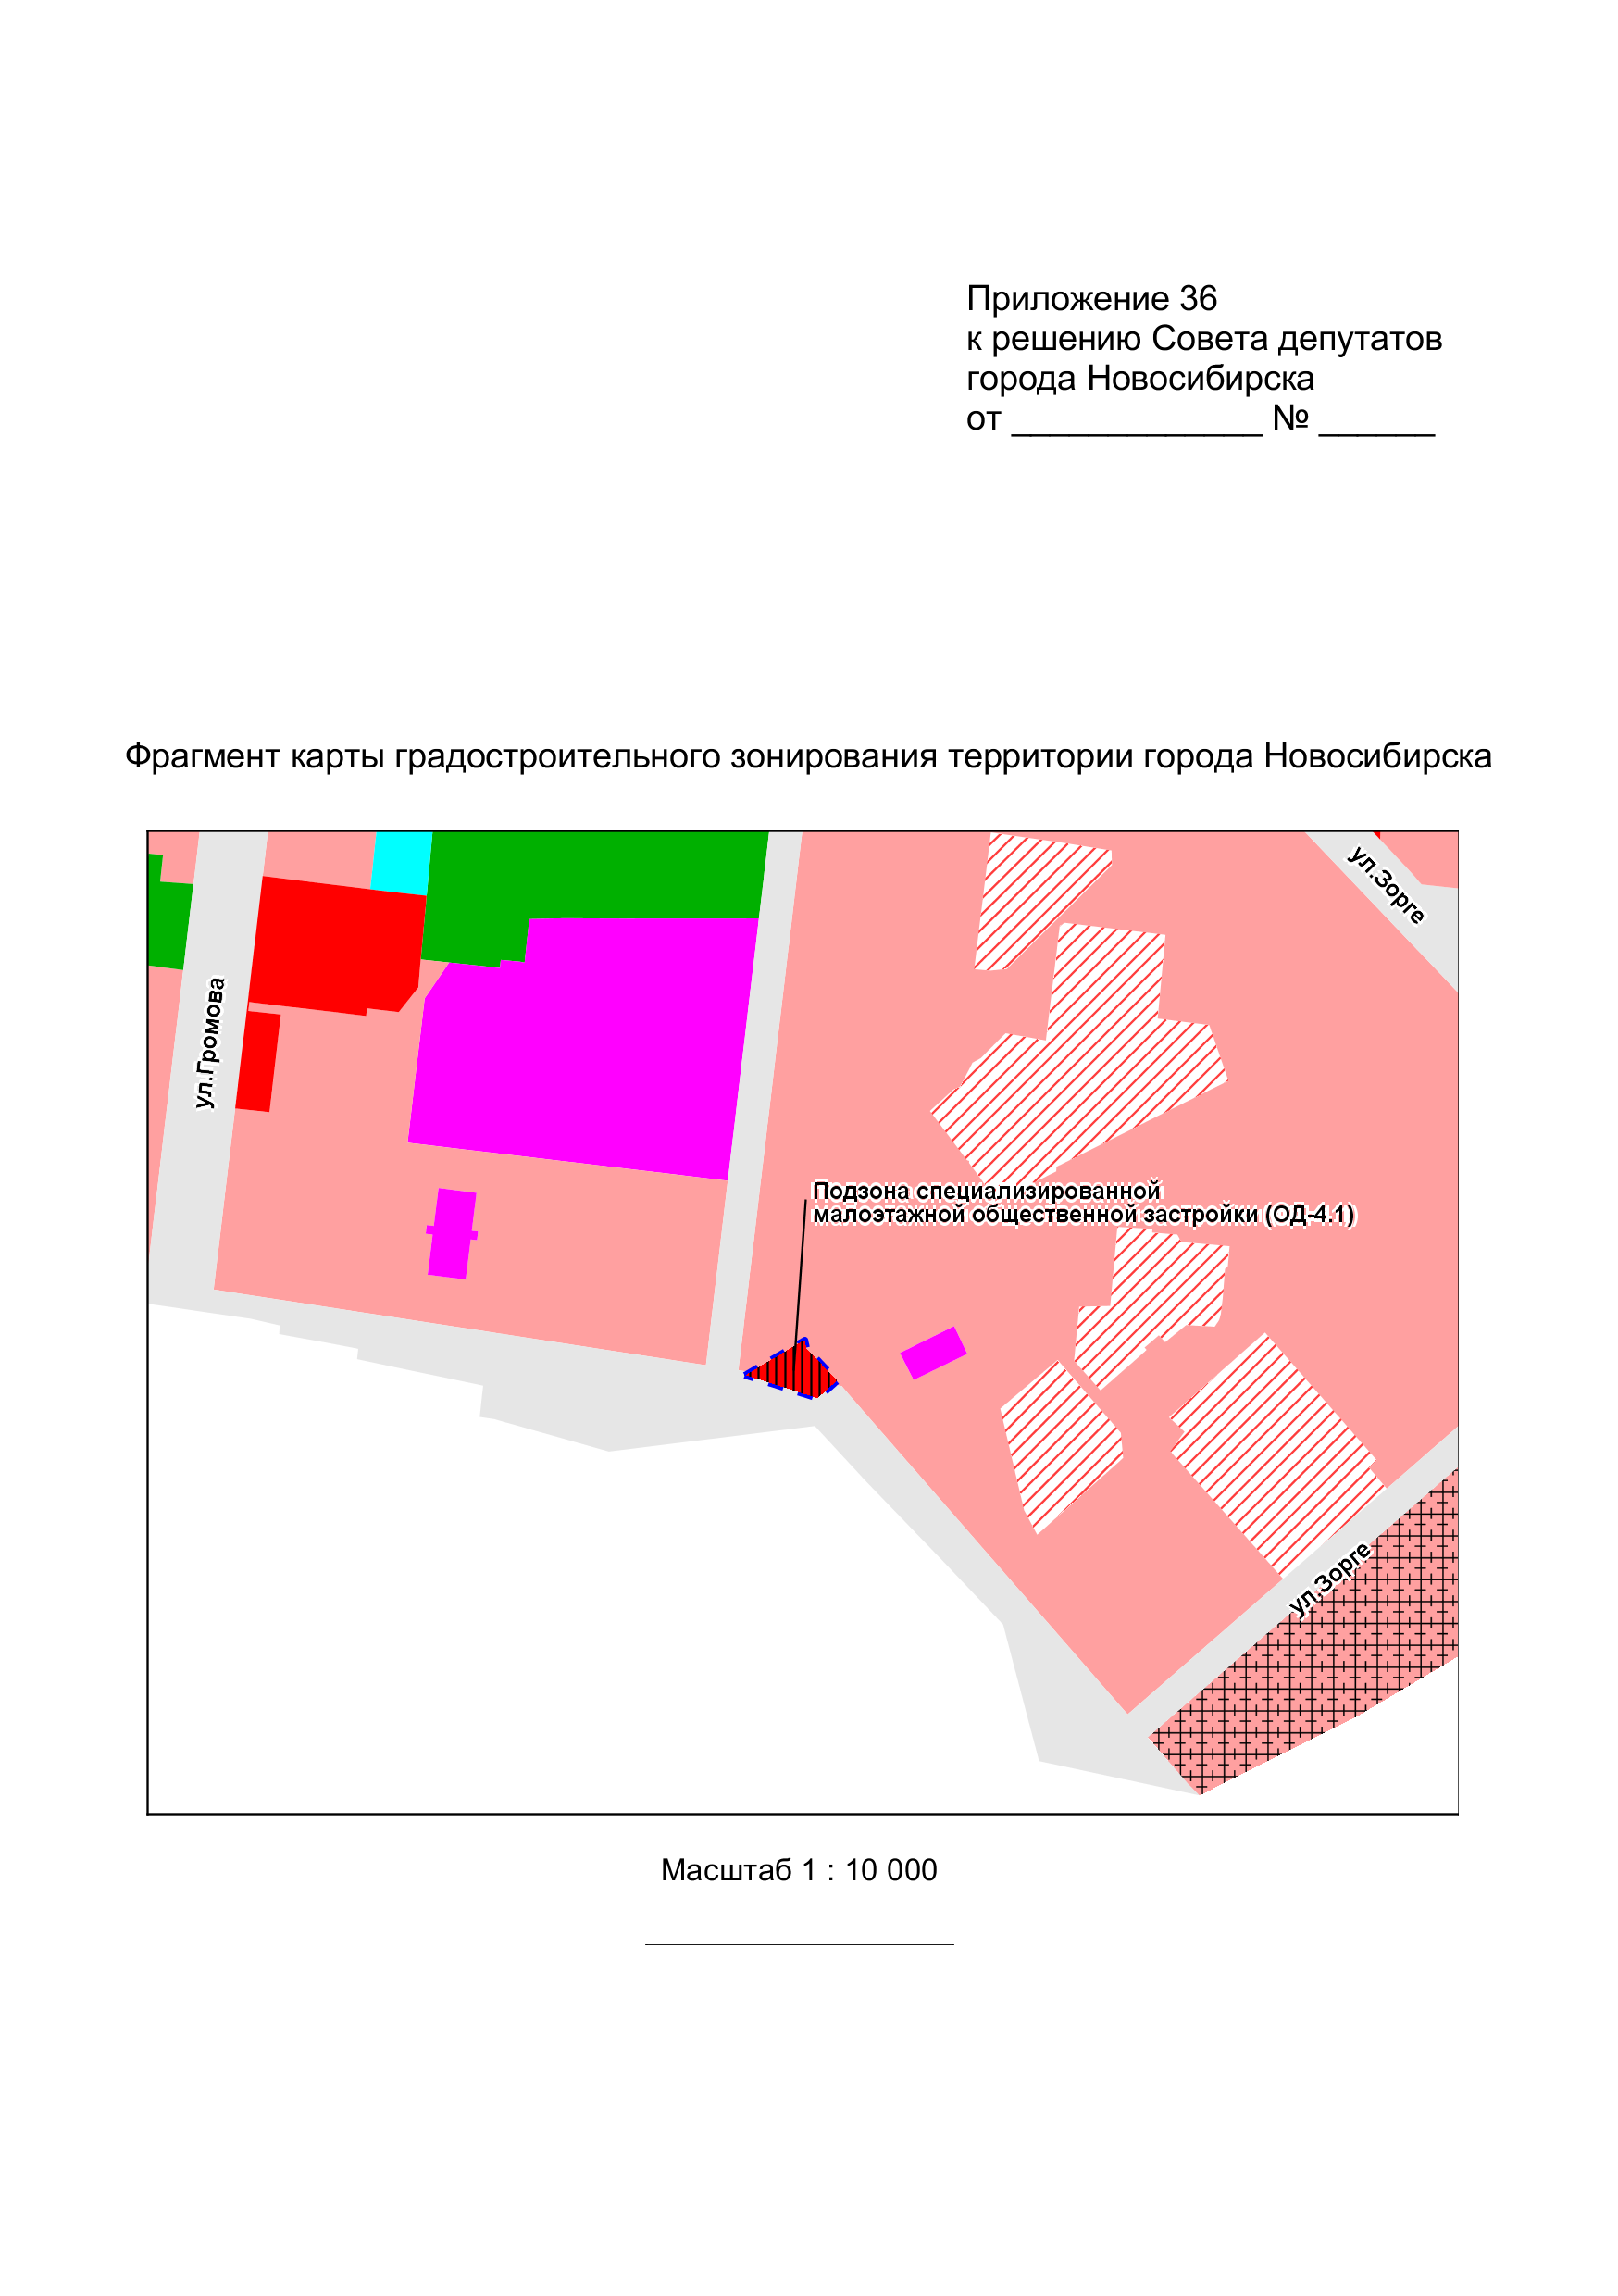 Приложение 36
к решению Совета депутатов
города Новосибирска
от _____________ № ______
Фрагмент карты градостроительного зонирования территории города Новосибирска
ул.Зорге
ул.Громова
Подзона специализированной
малоэтажной общественной застройки (ОД-4.1)
ул.Зорге
Масштаб 1 : 10 000